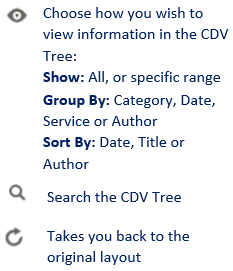 Choose how you wish to
view information in the CDV
Tree:
Show: All, or specific range
Group By: Category, Date,
Service or Author
Sort By: Date, Title or
Author
Search the CDV Tree
Takes you back to the
original layout